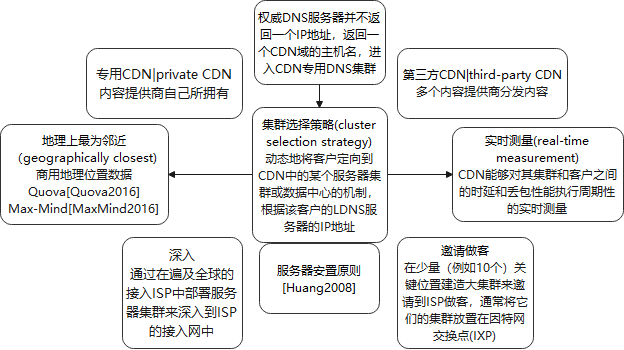 权威DNS服务器并不返
回一个IP地址，返回一
个CDN域的主机名，进
入CDN专用DNS集群
专用CDN|private CDN
内容提供商自己所拥有
第三方CDN|third-party CDN
多个内容提供商分发内容
地理上最为邻近
（geographically closest)
商用地理位置数据
Quova[Quova2016]
Max-Mind[MaxMind2016]
集群选择策略(cluster
selection strategy)
动态地将客户定向到
CDN中的某个服务器集
群或数据中心的机制，
根据该客户的LDNS服
务器的IP地址
实时测量(real-time
measurement)
CDN能够对其集群和客户之间
的时延和丢包性能执行周期性
的实时测量
深入
通过在遍及全球的
接入ISP中部署服务
器集群来深入到ISP
的接入网中
服务器安置原则
[Huang2008]
邀请做客
在少量（例如10个）关
键位置建造大集群来邀
请到ISP做客，通常将它
们的集群放置在因特网
交换点(IXP)